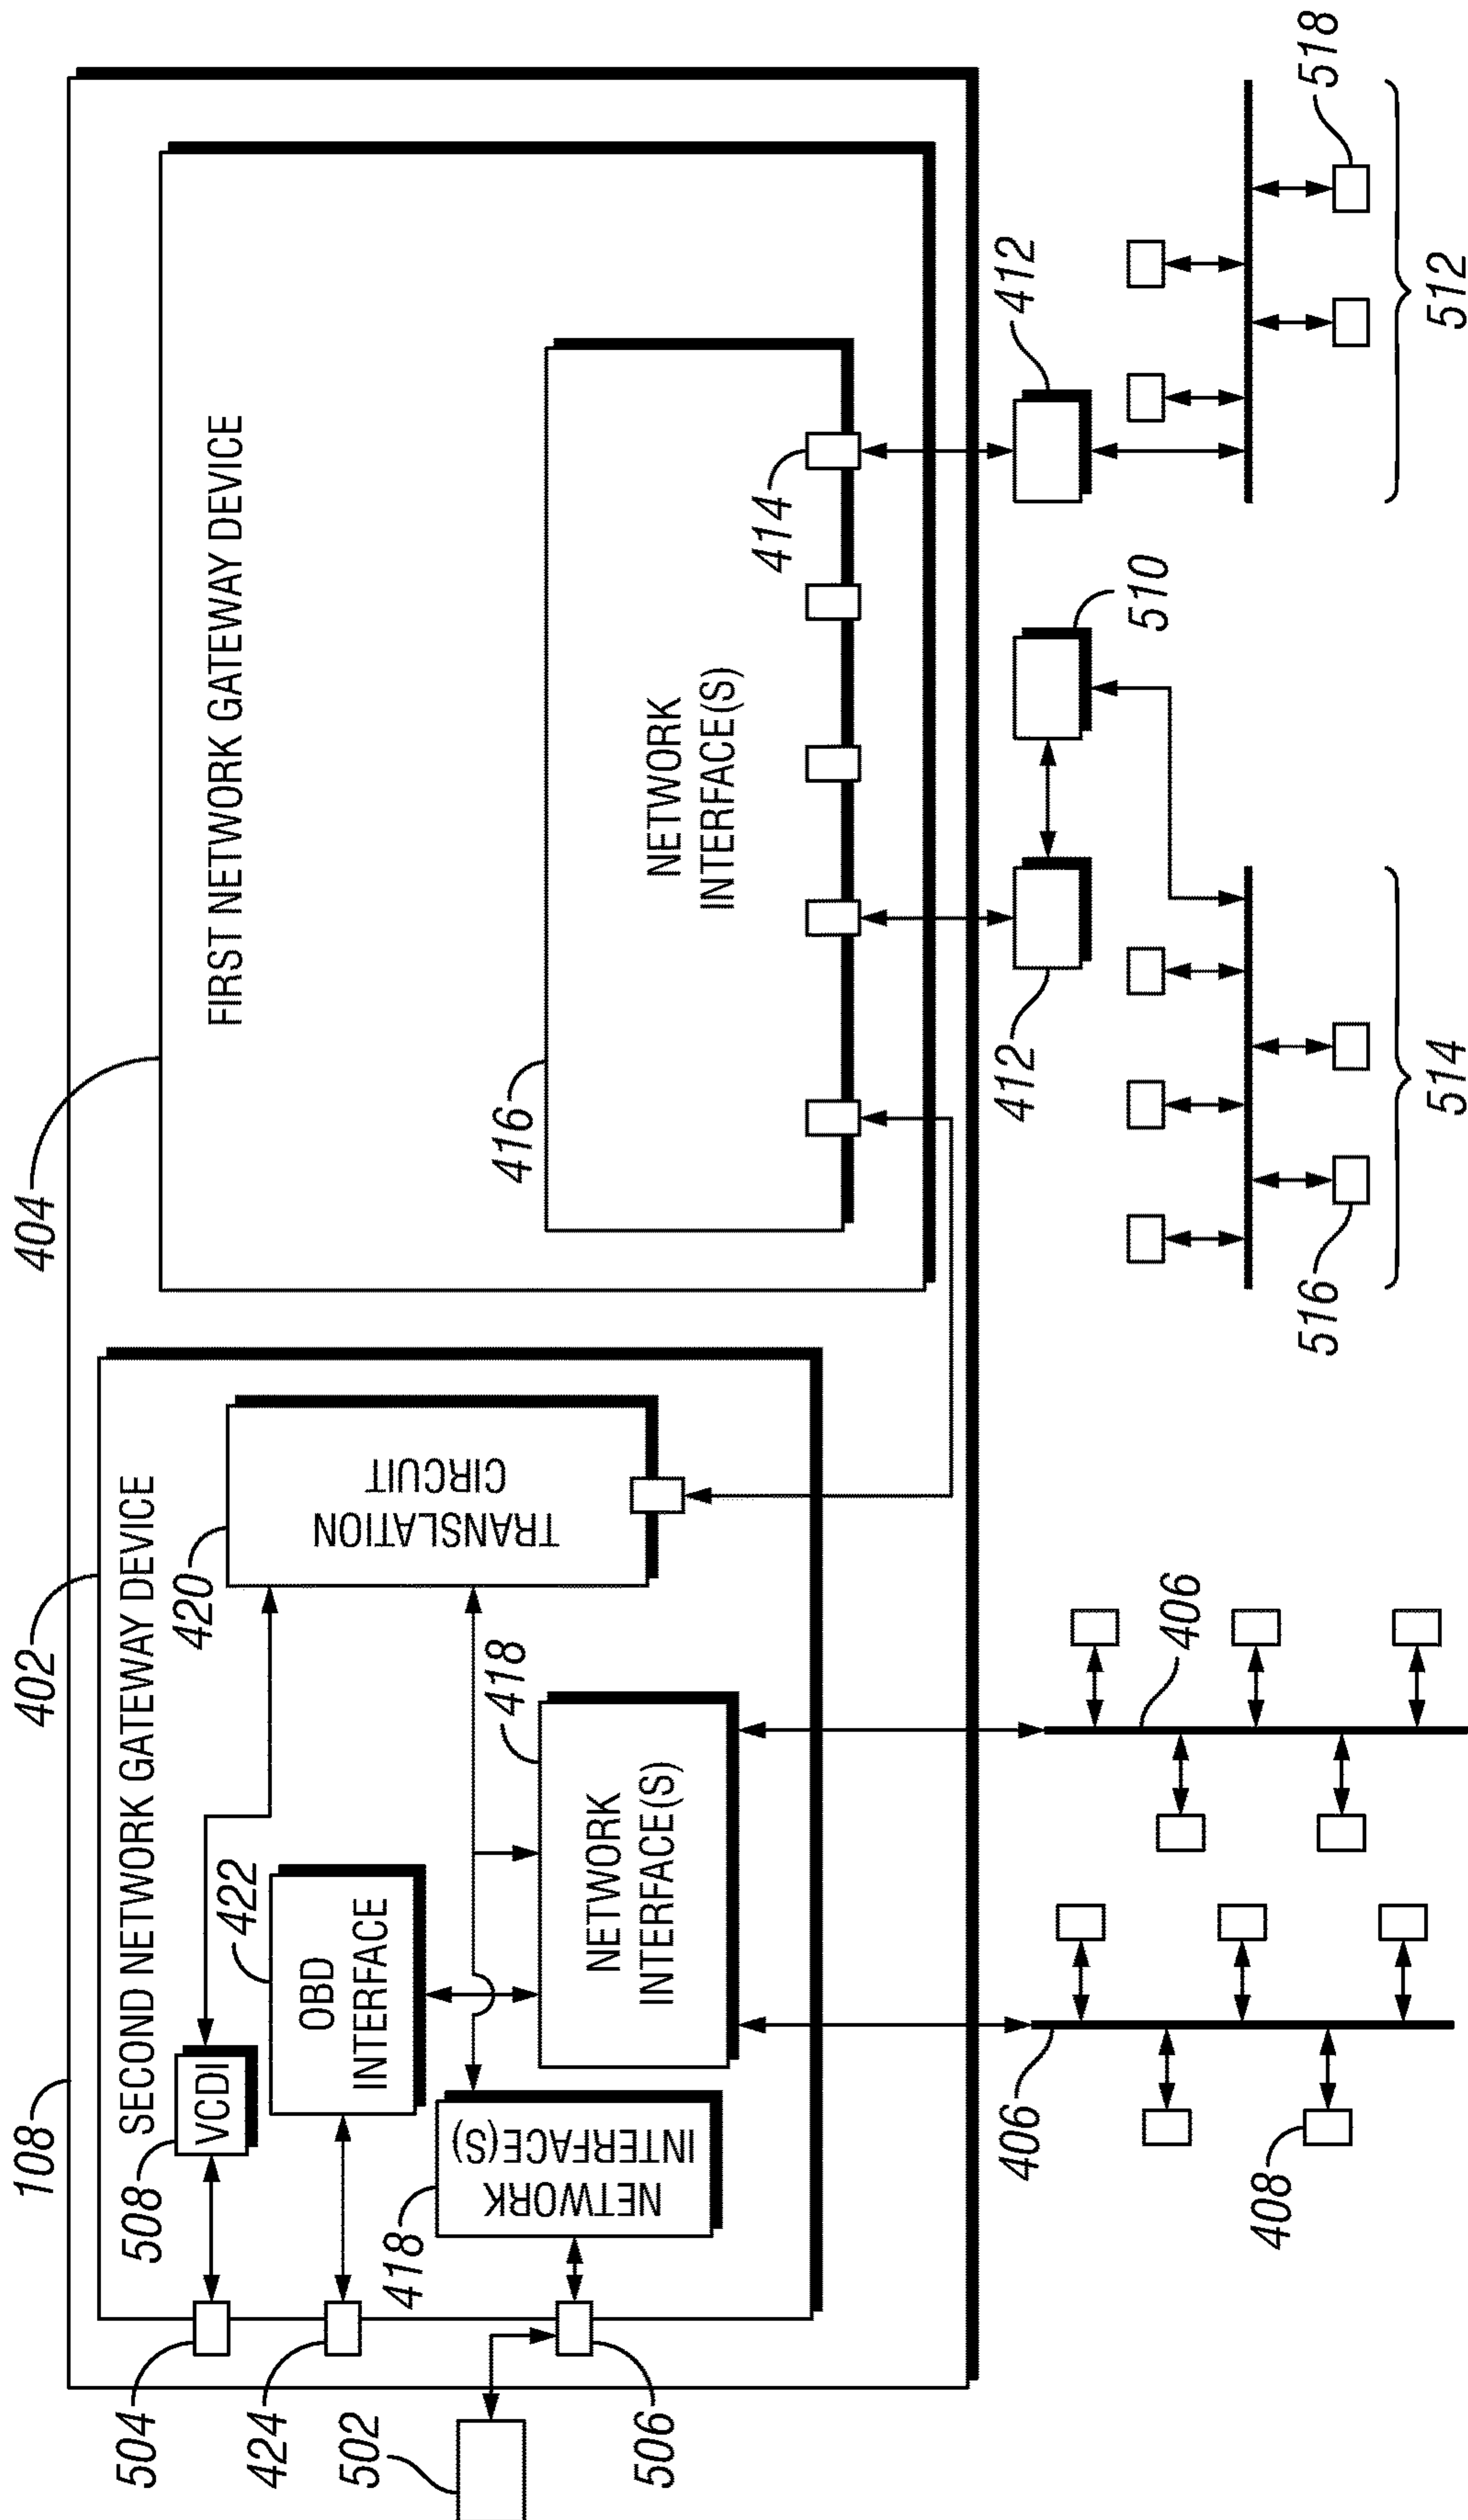 108
402
404
SECOND NETWORK GATEWAY DEVICE
FIRST NETWORK GATEWAY DEVICE
504
508
VCDI
420
TRANSLATION
CIRCUIT
424
422
OBD
INTERFACE
502
418
NETWORK
INTERFACE(S)
418
NETWORK
INTERFACE(S)
506
416
NETWORK
INTERFACE(S)
414
406
408
406
412
510
412
516
514
518
512